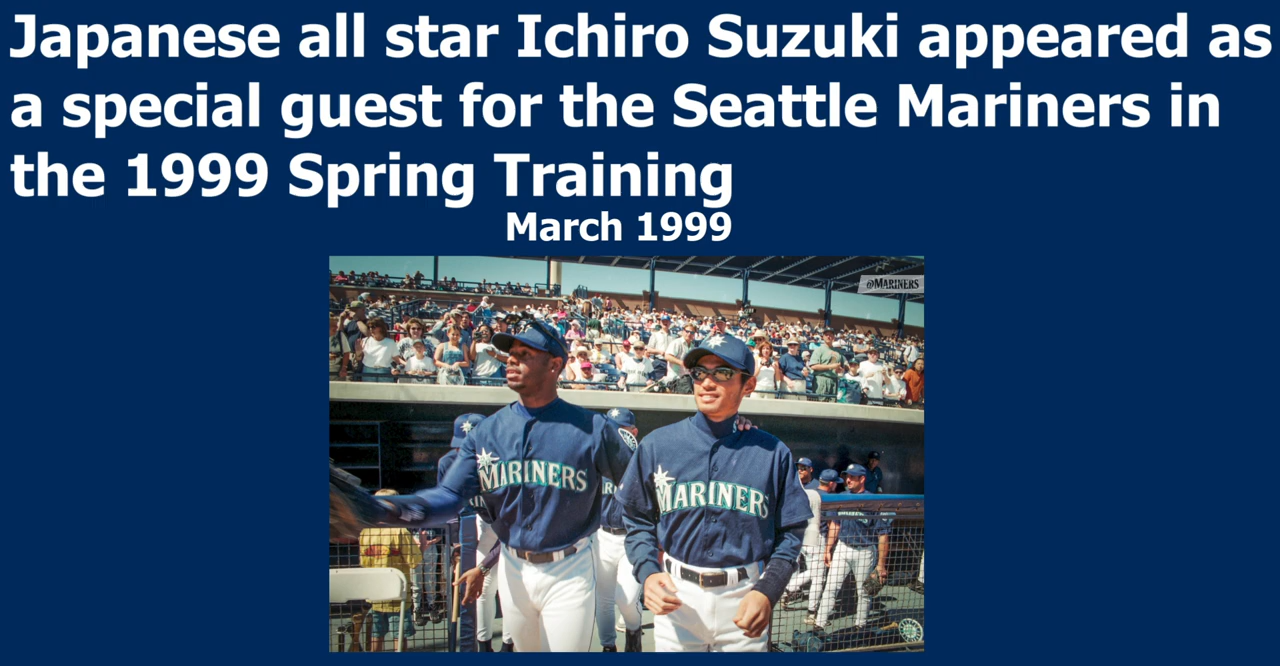 Japanese all star Ichiro Suzuki appeared as
a special guest for the Seattle Mariners in
the 1999 Spring Training
March 1999
@MARINERS
MARINERS
MARINERS